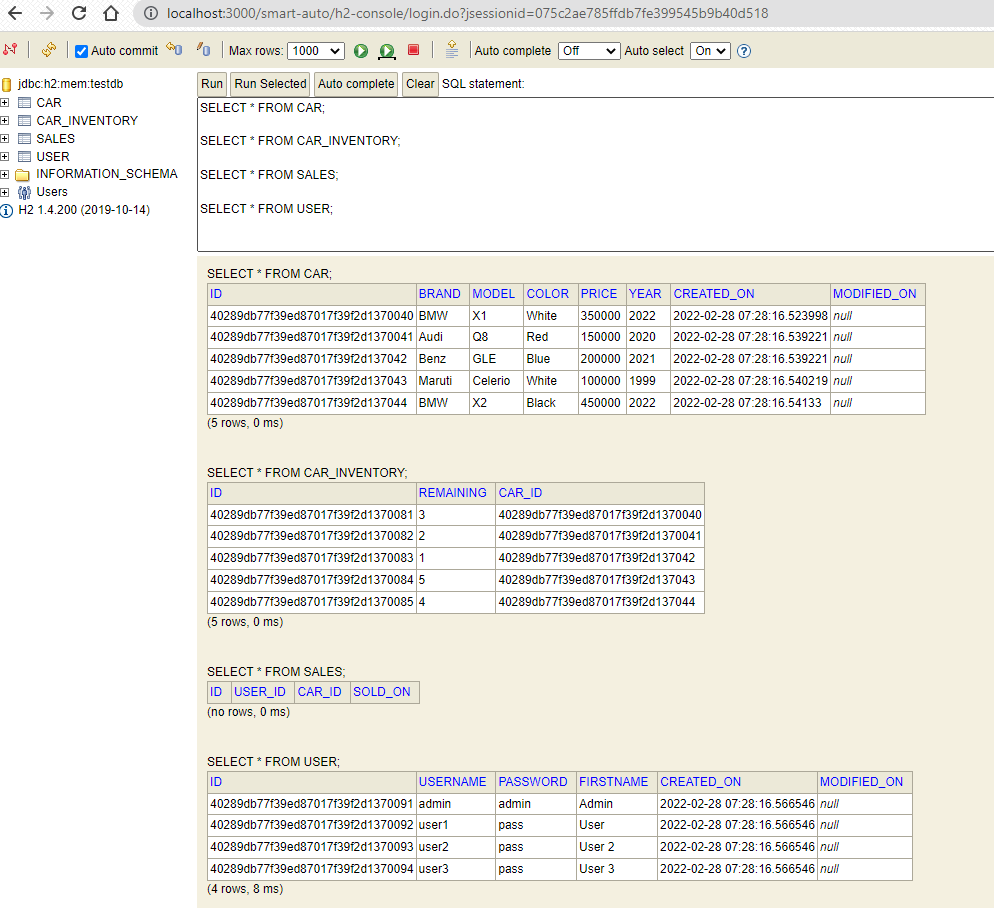 localhost:3000/smart-auto/h2-console/login.do?jsessionid=075c2ae785ffdb7fe399545b9b40d518
Auto commit Max rows: 1000 Auto complete Off Auto select On ?
jdbc:h2:mem:testdb
CAR
CAR_INVENTORY
SALES
USER
INFORMATION_SCHEMA
Users
H2 1.4.200 (2019-10-14)
Run Run Selected Auto complete Clear SQL statement:
SELECT * FROM CAR;
SELECT * FROM CAR_INVENTORY;
SELECT * FROM SALES;
SELECT * FROM USER;
SELECT * FROM CAR;
ID BRAND MODEL COLOR PRICE YEAR CREATED_ON MODIFIED_ON
40289db77f39ed87017f39f2d1370040 BMW X1 White 350000 2022 2022-02-28 07:28:16.523998 null
40289db77f39ed87017f39f2d1370041 Audi Q8 Red 150000 2020 2022-02-28 07:28:16.539221 null
40289db77f39ed87017f39f2d137042 Benz GLE Blue 200000 2021 2022-02-28 07:28:16.539221 null
40289db77f39ed87017f39f2d137043 Maruti Celerio White 100000 1999 2022-02-28 07:28:16.540219 null
40289db77f39ed87017f39f2d137044 BMW X2 Black 450000 2022 2022-02-28 07:28:16.54133 null
(5 rows, 0 ms)
SELECT * FROM CAR_INVENTORY;
ID REMAINING CAR_ID
40289db77f39ed87017f39f2d1370081 3 40289db77f39ed87017f39f2d1370040
40289db77f39ed87017f39f2d1370082 2 40289db77f39ed87017f39f2d1370041
40289db77f39ed87017f39f2d1370083 1 40289db77f39ed87017f39f2d137042
40289db77f39ed87017f39f2d1370084 5 40289db77f39ed87017f39f2d137043
40289db77f39ed87017f39f2d1370085 4 40289db77f39ed87017f39f2d137044
(5 rows, 0 ms)
SELECT * FROM SALES;
ID USER_ID CAR_ID SOLD_ON
(no rows, 0 ms)
SELECT * FROM USER;
ID USERNAME PASSWORD FIRSTNAME CREATED_ON MODIFIED_ON
40289db77f39ed87017f39f2d1370091 admin admin Admin 2022-02-28 07:28:16.566546 null
40289db77f39ed87017f39f2d1370092 user1 pass User 2022-02-28 07:28:16.566546 null
40289db77f39ed87017f39f2d1370093 user2 pass User 2 2022-02-28 07:28:16.566546 null
40289db77f39ed87017f39f2d1370094 user3 pass User 3 2022-02-28 07:28:16.566546 null
(4 rows, 8 ms)